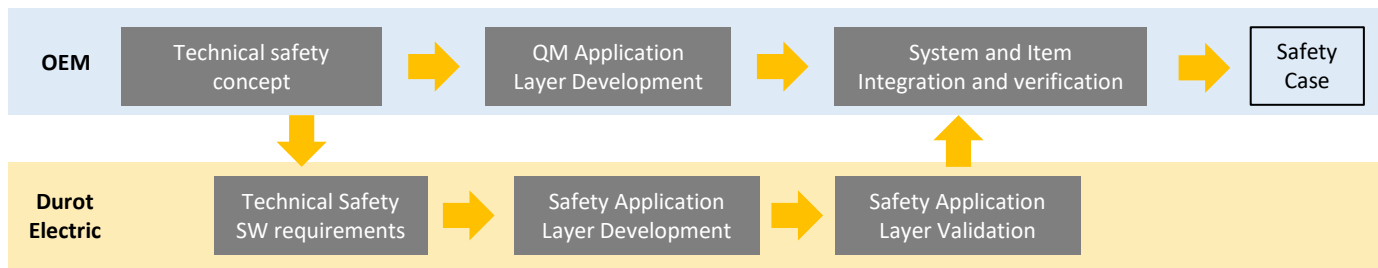 OEM
Technical safety
concept
QM Application
Layer Development
System and Item
Integration and verification
Safety
Case
Durot
Electric
Technical Safety
SW requirements
Safety Application
Layer Development
Safety Application
Layer Validation